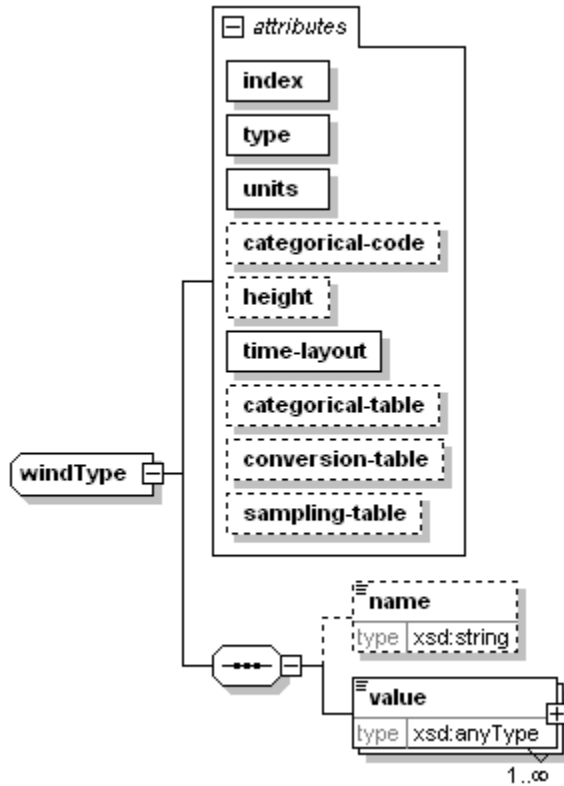 attributes
index
type
units
categorical-code
height
time-layout
categorical-table
conversion-table
sampling-table
windType
name
type xsd:string
value
type xsd:anyType
1..∞